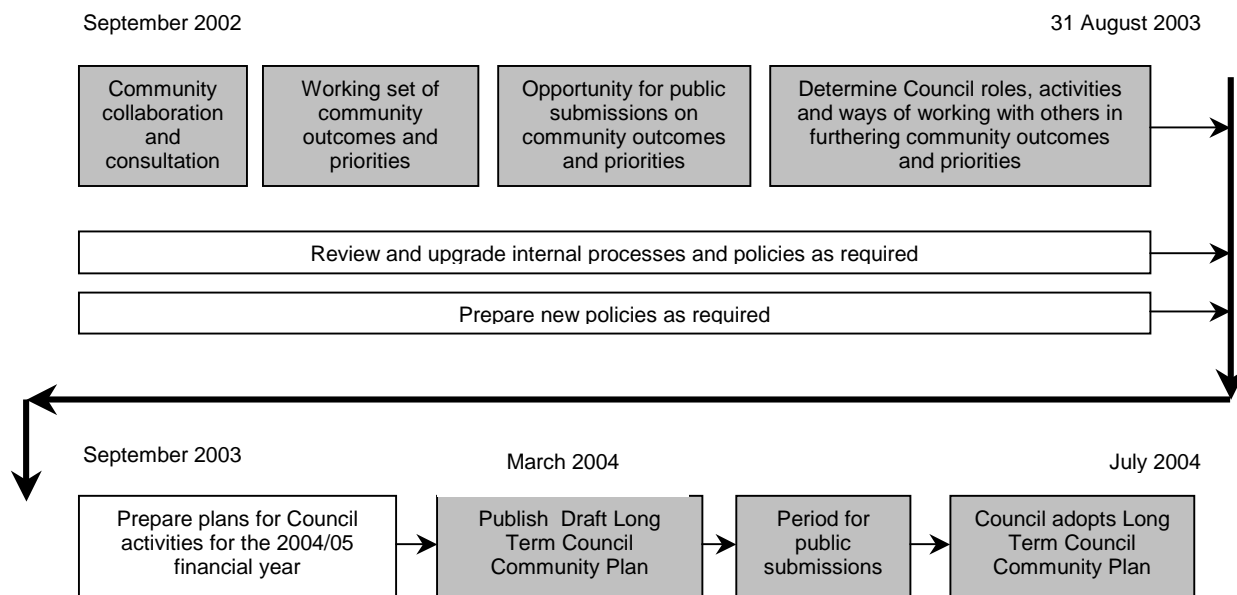 September 2002
31 August 2003
Community
collaboration
and
consultation
Working set of
community
outcomes and
priorities
Opportunity for public
submissions on
community outcomes
and priorities
Determine Council roles, activities
and ways of working with others in
furthering community outcomes
and priorities
Review and upgrade internal processes and policies as required
Prepare new policies as required
September 2003
March 2004
July 2004
Prepare plans for Council
activities for the 2004/05
financial year
Publish Draft Long
Term Council
Community Plan
Period for
public
submissions
Council adopts Long
Term Council
Community Plan